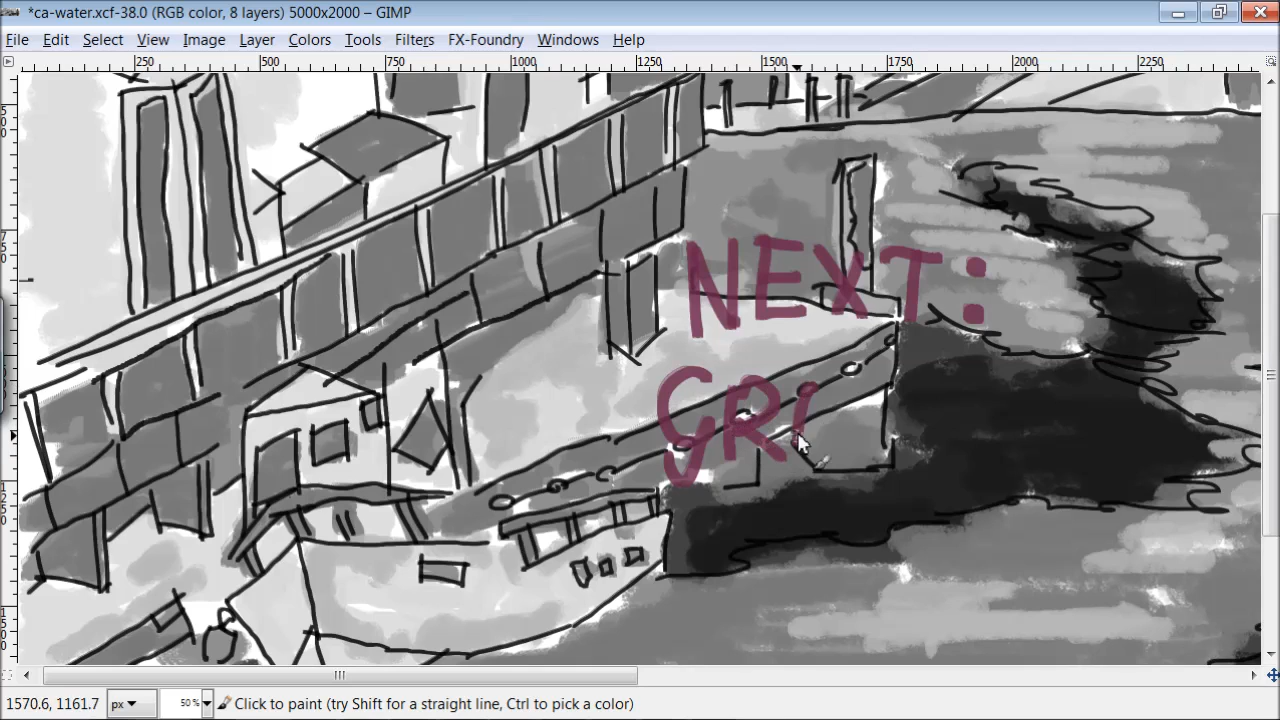 *ca-water.xcf-38.0 (RGB color, 8 layers) 5000x2000 – GIMP
File Edit Select View Image Layer Colors Tools Filters FX-Foundry Windows Help
250 500 750 1000 1250 1500 1750 2000 2250
NEXT:
GRI
1570.6, 1161.7 px 50 % Click to paint (try Shift for a straight line, Ctrl to pick a color)